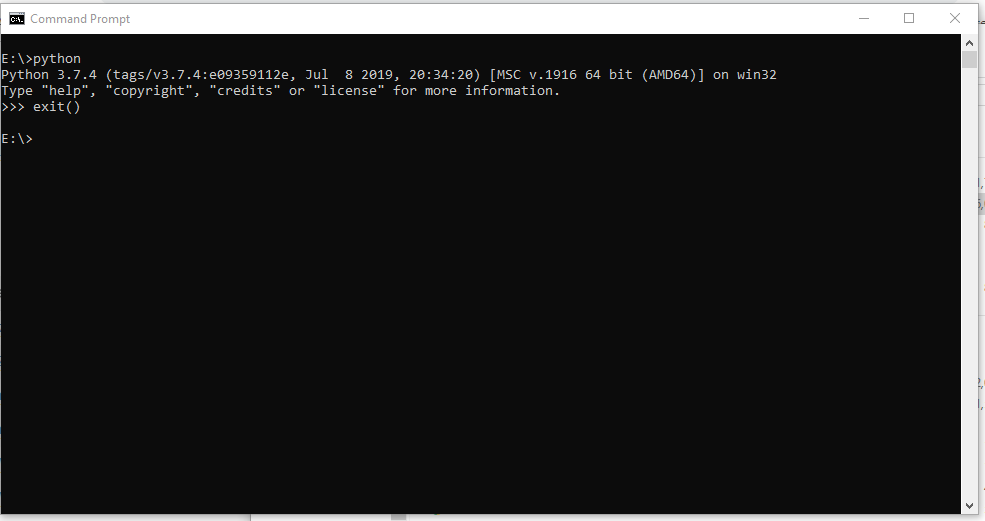 Command Prompt
E:\>python
Python 3.7.4 (tags/v3.7.4:e09359112e, Jul  8 2019, 20:34:20) [MSC v.1916 64 bit (AMD64)] on win32
Type "help", "copyright", "credits" or "license" for more information.
>>> exit()
E:\>